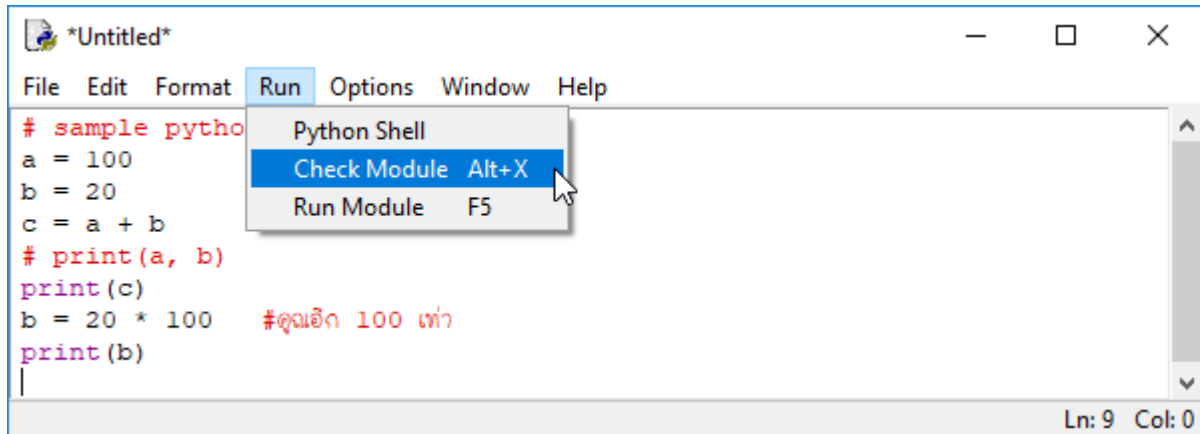 *Untitled*
File Edit Format Run Options Window Help
# sample pytho
a = 100
b = 20
c = a + b
# print(a, b)
print(c)
b = 20 * 100 #คูณอีก 100 เท่า
print(b)
Python Shell
Check Module Alt+X
Run Module F5
Ln: 9 Col: 0